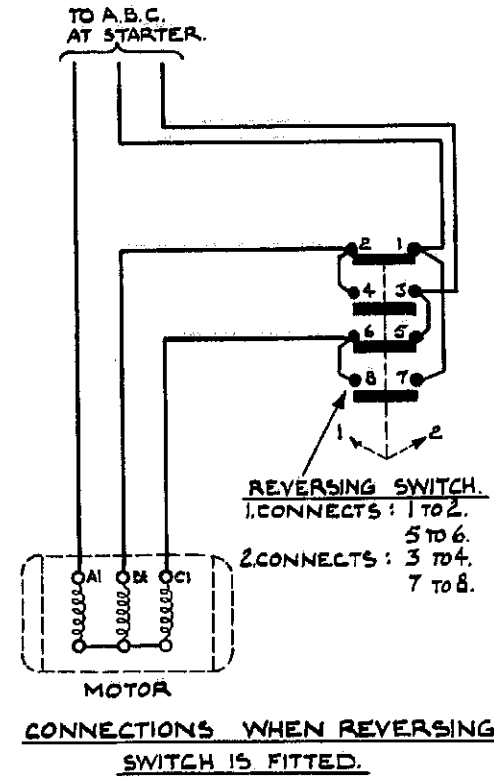 TO A.B.C.
AT STARTER.
2 1
4 3
6 5
8 7
1 2
REVERSING SWITCH.
1.CONNECTS : 1 TO 2.
5 TO 6.
2.CONNECTS : 3 TO 4.
7 TO 8.
A1 B1 C1
MOTOR
CONNECTIONS WHEN REVERSING
SWITCH IS FITTED.